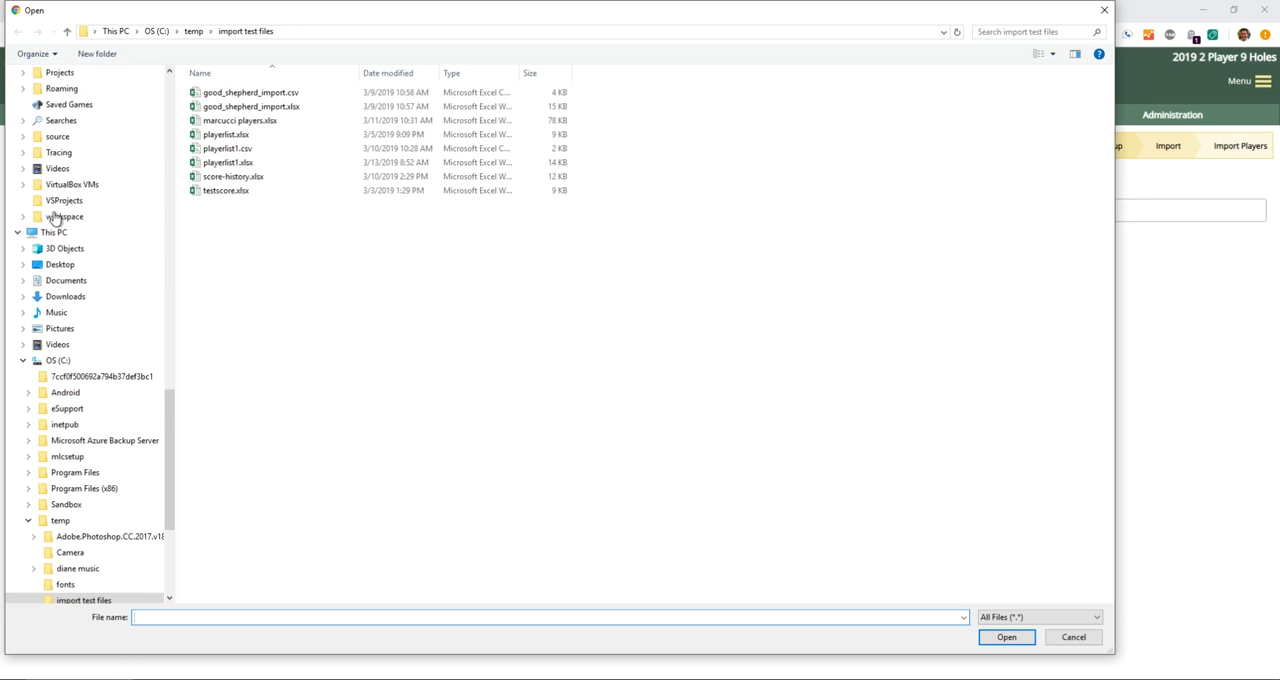 Open
This PC > OS (C:) > temp > import test files
Search import test files
2019 2 Player 9 Holes
Menu
Organize
New folder
Administration
Import
Import Players
Name
Date modified
Type
Size
good_shepherd_import.csv 3/9/2019 10:58 AM Microsoft Excel C... 4 KB
good_shepherd_import.xlsx 3/9/2019 10:57 AM Microsoft Excel W... 15 KB
marcucci players.xlsx 3/11/2019 10:31 AM Microsoft Excel W... 78 KB
playerlist.xlsx 3/5/2019 9:09 PM Microsoft Excel W... 9 KB
playerlist1.csv 3/10/2019 10:28 AM Microsoft Excel C... 2 KB
playerlist1.xlsx 3/13/2019 8:52 AM Microsoft Excel W... 14 KB
score-history.xlsx 3/10/2019 2:29 PM Microsoft Excel W... 12 KB
testscore.xlsx 3/3/2019 1:29 PM Microsoft Excel W... 9 KB
Projects
Roaming
Saved Games
Searches
source
Tracing
Videos
VirtualBox VMs
VSProjects
workspace
This PC
3D Objects
Desktop
Documents
Downloads
Music
Pictures
Videos
OS (C:)
7ccf0f500692a794b37def3bc1
Android
eSupport
inetpub
Microsoft Azure Backup Server
mlcsetup
Program Files
Program Files (x86)
Sandbox
temp
Adobe.Photoshop.CC.2017.v18
Camera
diane music
fonts
import test files
File name:
All Files (*.*)
Open
Cancel